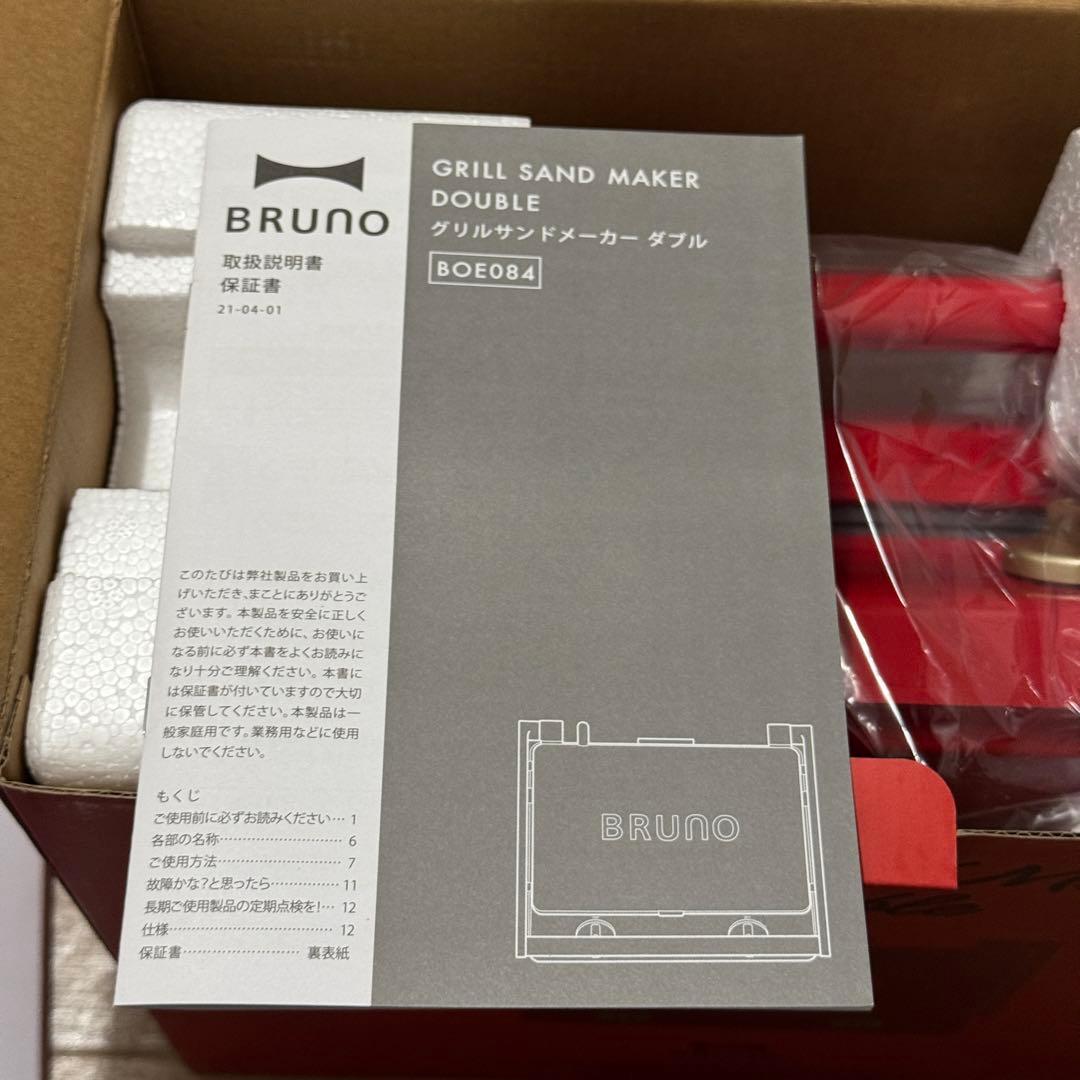 BRUNO
取扱説明書
保証書
21-04-01
GRILL SAND MAKER
DOUBLE
グリルサンドメーカー ダブル
BOE084
このたびは弊社製品をお買い上
げいただき、まことにありがとうご
ざいます。本製品を安全に正しく
お使いいただくために、お使いに
なる前に必ず本書をよくお読みに
なり十分ご理解ください。本書に
は保証書が付いていますので大切
に保管してください。本製品は一
般家庭用です。業務用などに使用
しないでください。
もくじ
ご使用前に必ずお読みください… 1
各部の名称………………………… 6
ご使用方法………………………… 7
故障かな?と思ったら…………… 11
長期ご使用製品の定期点検を!… 12
仕様………………………………… 12
保証書……………………… 裏表紙
BRUNO